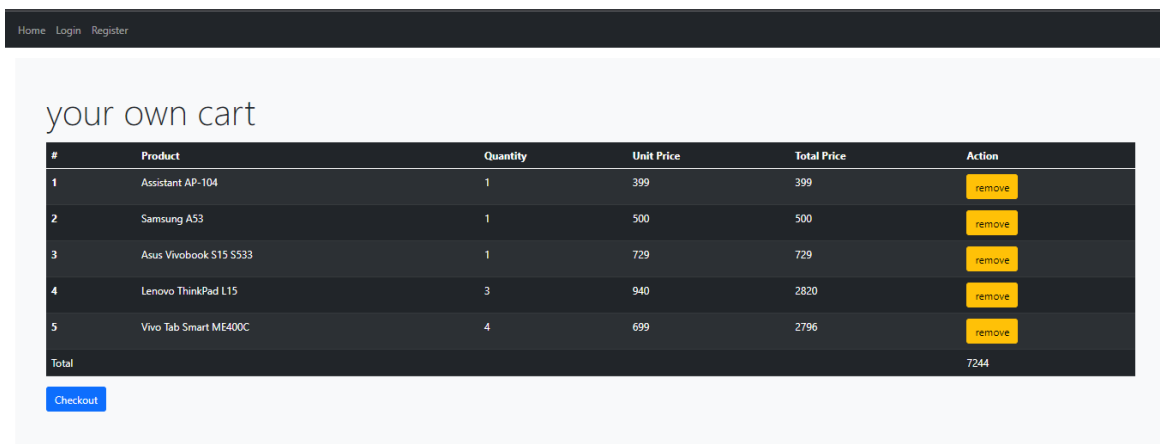 Home Login Register
your own cart
# Product Quantity Unit Price Total Price Action
1 Assistant AP-104 1 399 399 remove
2 Samsung A53 1 500 500 remove
3 Asus Vivobook S15 S533 1 729 729 remove
4 Lenovo ThinkPad L15 3 940 2820 remove
5 Vivo Tab Smart ME400C 4 699 2796 remove
Total 7244
Checkout